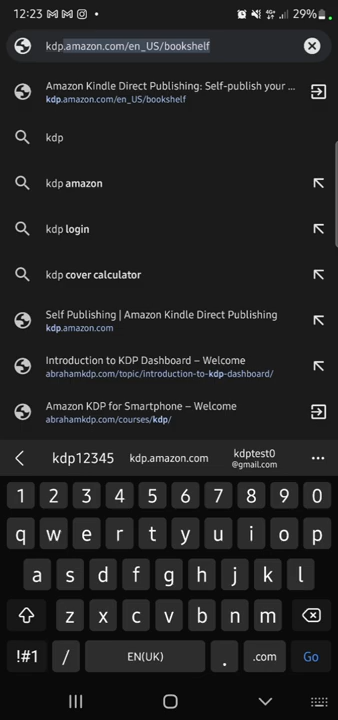 12:23
29%
kdp.amazon.com/en_US/bookshelf
Amazon Kindle Direct Publishing: Self-publish your ...
kdp.amazon.com/en_US/bookshelf
kdp
kdp amazon
kdp login
kdp cover calculator
Self Publishing | Amazon Kindle Direct Publishing
kdp.amazon.com
Introduction to KDP Dashboard – Welcome
abrahamkdp.com/topic/introduction-to-kdp-dashboard/
Amazon KDP for Smartphone – Welcome
abrahamkdp.com/courses/kdp/
kdp12345 kdp.amazon.com kdptest0
@gmail.com
1 2 3 4 5 6 7 8 9 0
q w e r t y u i o p
a s d f g h j k l
z x c v b n m
!#1 / EN(UK) . .com Go